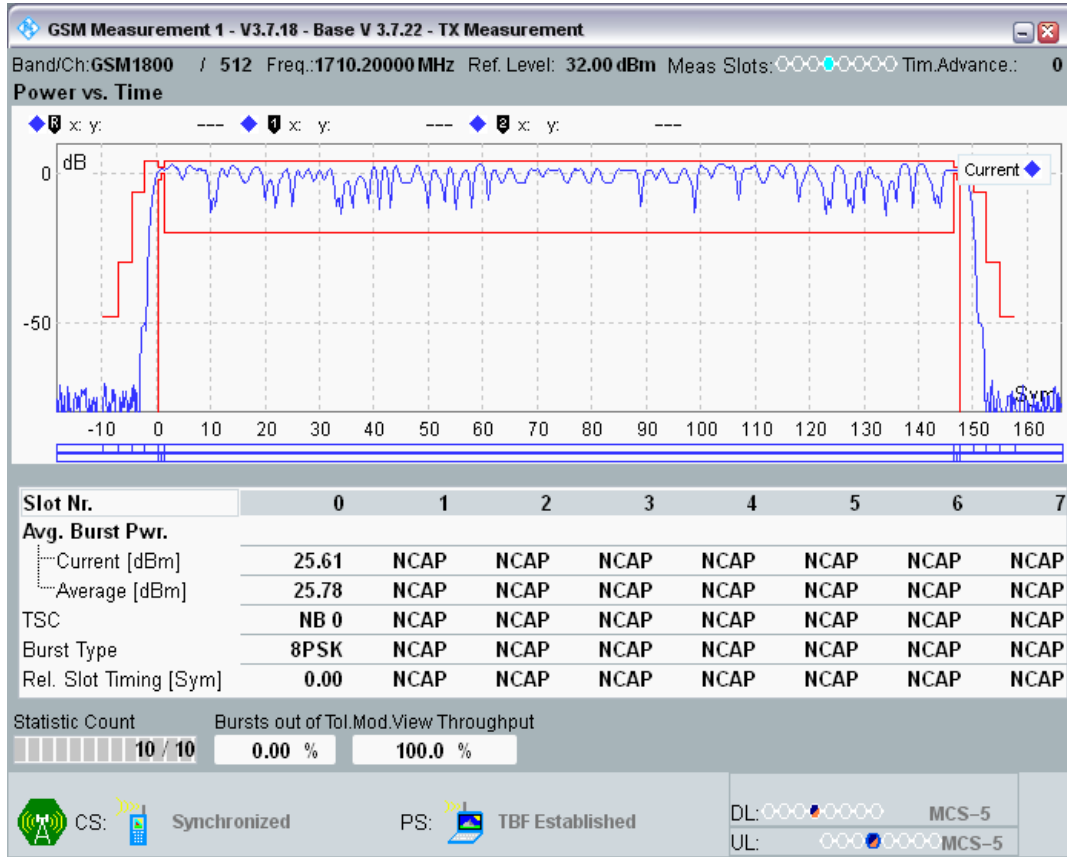 GSM Measurement 1 - V3.7.18 - Base V 3.7.22 - TX Measurement
Band/Ch:GSM1800 / 512 Freq.:1710.20000 MHz Ref. Level: 32.00 dBm Meas Slots: Tim.Advance.: 0
Power vs. Time
R x: y: --- 1 x: y: --- 2 x: y: ---
dB
Current
0
-50
Sym
-10 0 10 20 30 40 50 60 70 80 90 100 110 120 130 140 150 160
Slot Nr. 0 1 2 3 4 5 6 7
Avg. Burst Pwr.
Current [dBm] 25.61 NCAP NCAP NCAP NCAP NCAP NCAP NCAP
Average [dBm] 25.78 NCAP NCAP NCAP NCAP NCAP NCAP NCAP
TSC NB 0 NCAP NCAP NCAP NCAP NCAP NCAP NCAP
Burst Type 8PSK NCAP NCAP NCAP NCAP NCAP NCAP NCAP
Rel. Slot Timing [Sym] 0.00 NCAP NCAP NCAP NCAP NCAP NCAP NCAP
Statistic Count Bursts out of Tol. Mod.View Throughput
10 / 10 0.00 % 100.0 %
CS: Synchronized PS: TBF Established DL: MCS-5
UL: MCS-5